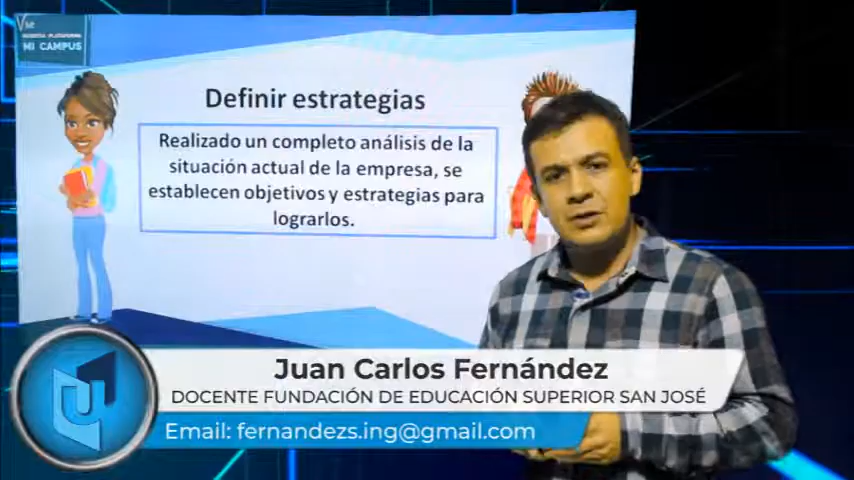 MI CAMPUS
Definir estrategias
Realizado un completo análisis de la
situación actual de la empresa, se
establecen objetivos y estrategias para
lograrlos.
Juan Carlos Fernández
DOCENTE FUNDACIÓN DE EDUCACIÓN SUPERIOR SAN JOSÉ
Email: fernandezs.ing@gmail.com